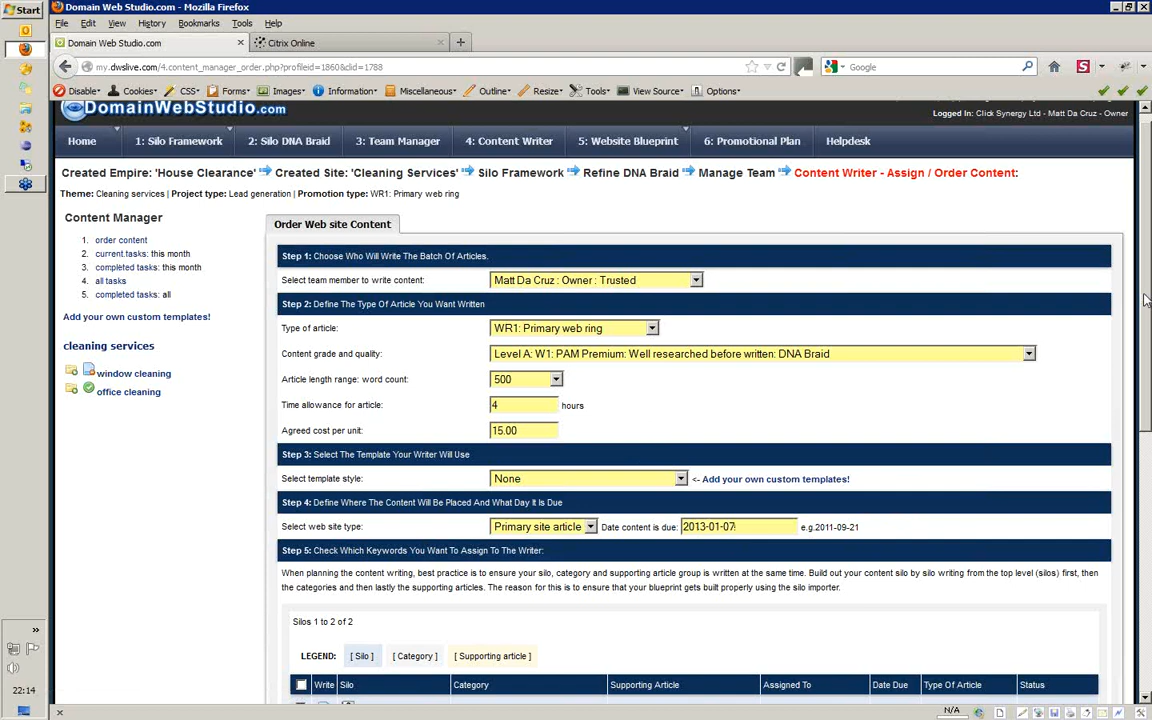 Start
Domain Web Studio.com - Mozilla Firefox
File Edit View History Bookmarks Tools Help
Domain Web Studio.com
Citrix Online
my.dwslive.com/4.content_manager_order.php?profileid=1860&clid=1788
Google
Disable Cookies CSS Forms Images Information Miscellaneous Outline Resize Tools View Source Options
DomainWebStudio.com
Logged In: Click Synergy Ltd - Matt Da Cruz - Owner
Home 1: Silo Framework 2: Silo DNA Braid 3: Team Manager 4: Content Writer 5: Website Blueprint 6: Promotional Plan Helpdesk
Created Empire: 'House Clearance' Created Site: 'Cleaning Services' Silo Framework Refine DNA Braid Manage Team Content Writer - Assign / Order Content:
Theme: Cleaning services | Project type: Lead generation | Promotion type: WR1: Primary web ring
Content Manager
1. order content
2. current.tasks: this month
3. completed tasks: this month
4. all tasks
5. completed tasks: all
Add your own custom templates!
cleaning services
window cleaning
office cleaning
Order Web site Content
Step 1: Choose Who Will Write The Batch Of Articles.
Select team member to write content: Matt Da Cruz : Owner : Trusted
Step 2: Define The Type Of Article You Want Written
Type of article: WR1: Primary web ring
Content grade and quality: Level A: W1: PAM Premium: Well researched before written: DNA Braid
Article length range: word count: 500
Time allowance for article: 4 hours
Agreed cost per unit: 15.00
Step 3: Select The Template Your Writer Will Use
Select template style: None <- Add your own custom templates!
Step 4: Define Where The Content Will Be Placed And What Day It Is Due
Select web site type: Primary site article Date content is due: 2013-01-07 e.g.2011-09-21
Step 5: Check Which Keywords You Want To Assign To The Writer:
When planning the content writing, best practice is to ensure your silo, category and supporting article group is written at the same time. Build out your content silo by silo writing from the top level (silos) first, then
the categories and then lastly the supporting articles. The reason for this is to ensure that your blueprint gets built properly using the silo importer.
Silos 1 to 2 of 2
LEGEND: [ Silo ] [ Category ] [ Supporting article ]
Write Silo Category Supporting Article Assigned To Date Due Type Of Article Status
22:14
N/A